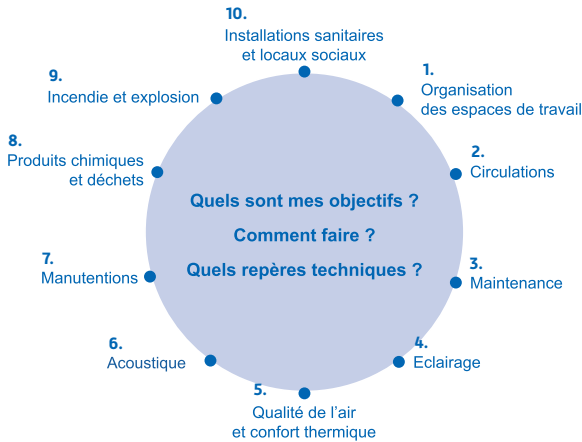 10.
Installations sanitaires
et locaux sociaux
1.
Organisation
des espaces de travail
2.
Circulations
3.
Maintenance
4.
Eclairage
5.
Qualité de l'air
et confort thermique
6.
Acoustique
7.
Manutentions
8.
Produits chimiques
et déchets
9.
Incendie et explosion
Quels sont mes objectifs ?
Comment faire ?
Quels repères techniques ?